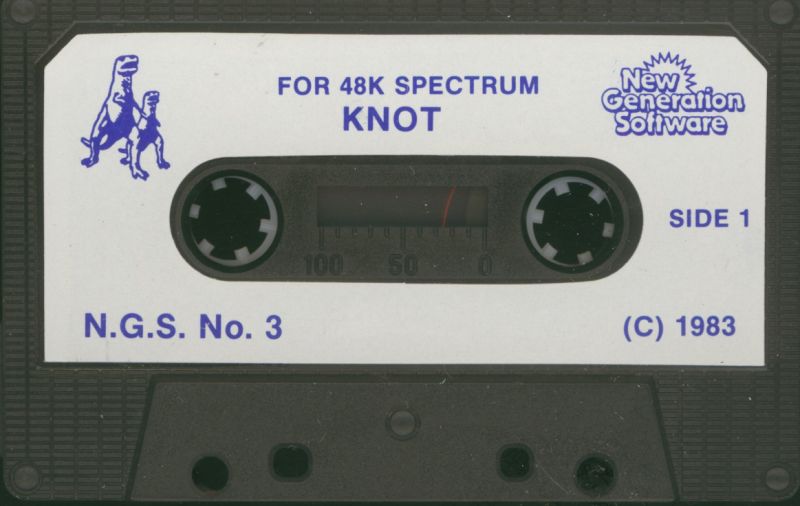 FOR 48K SPECTRUM
KNOT
New
Generation
Software
SIDE 1
100 50 0
N.G.S. No. 3
(C) 1983